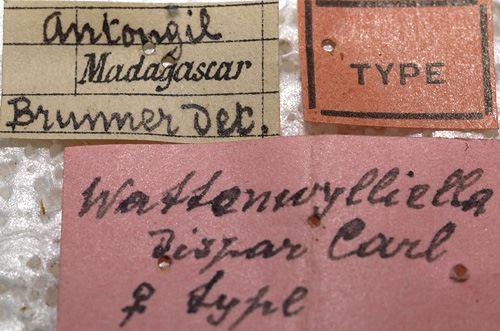 Antongil
Madagascar
Brunner Det.
TYPE
Wattenwylliella
dispar Carl
♀ type